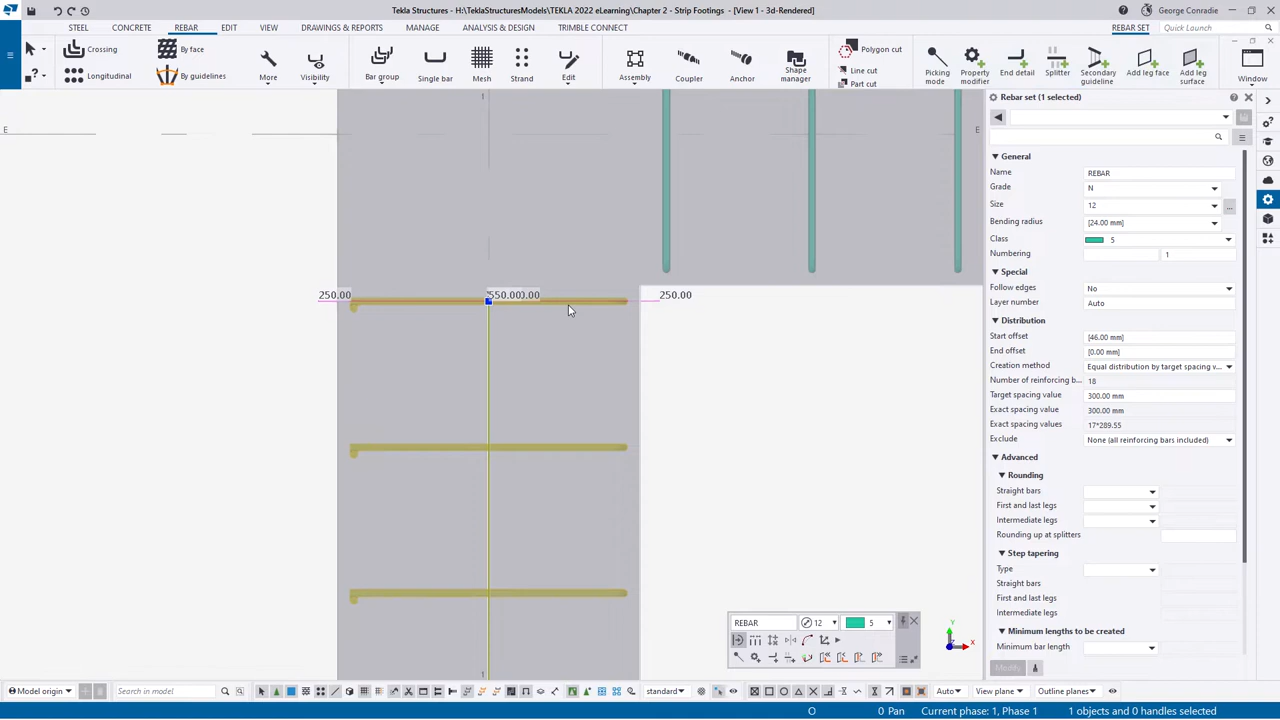 Tekla Structures - H:\TeklaStructuresModels\TEKLA 2022 eLearning\Chapter 2 - Strip Footings - [View 1 - 3d-Rendered]
George Conradie
STEEL CONCRETE REBAR EDIT VIEW DRAWINGS & REPORTS MANAGE ANALYSIS & DESIGN TRIMBLE CONNECT REBAR SET Quick Launch
Crossing
Longitudinal
By face
By guidelines
More
Visibility
Bar group
Single bar
Mesh
Strand
Edit
Assembly
Coupler
Anchor
Shape manager
Polygon cut
Line cut
Part cut
Picking mode
Property modifier
End detail
Splitter
Secondary guideline
Add leg face
Add leg surface
Window
1
E
E
250.00
250.00
1
Rebar set (1 selected)
General
Name REBAR
Grade N
Size 12 ...
Bending radius [24.00 mm]
Class 5
Numbering 1
Special
Follow edges No
Layer number Auto
Distribution
Start offset [46.00 mm]
End offset [0.00 mm]
Creation method Equal distribution by target spacing v...
Number of reinforcing b... 18
Target spacing value 300.00 mm
Exact spacing value 300.00 mm
Exact spacing values 17*289.55
Exclude None (all reinforcing bars included)
Advanced
Rounding
Straight bars
First and last legs
Intermediate legs
Rounding up at splitters
Step tapering
Type
Straight bars
First and last legs
Intermediate legs
Minimum lengths to be created
Minimum bar length
Modify
REBAR 12 5
Y
X
Model origin Search in model standard Auto View plane Outline planes
O 0 Pan Current phase: 1, Phase 1 1 objects and 0 handles selected